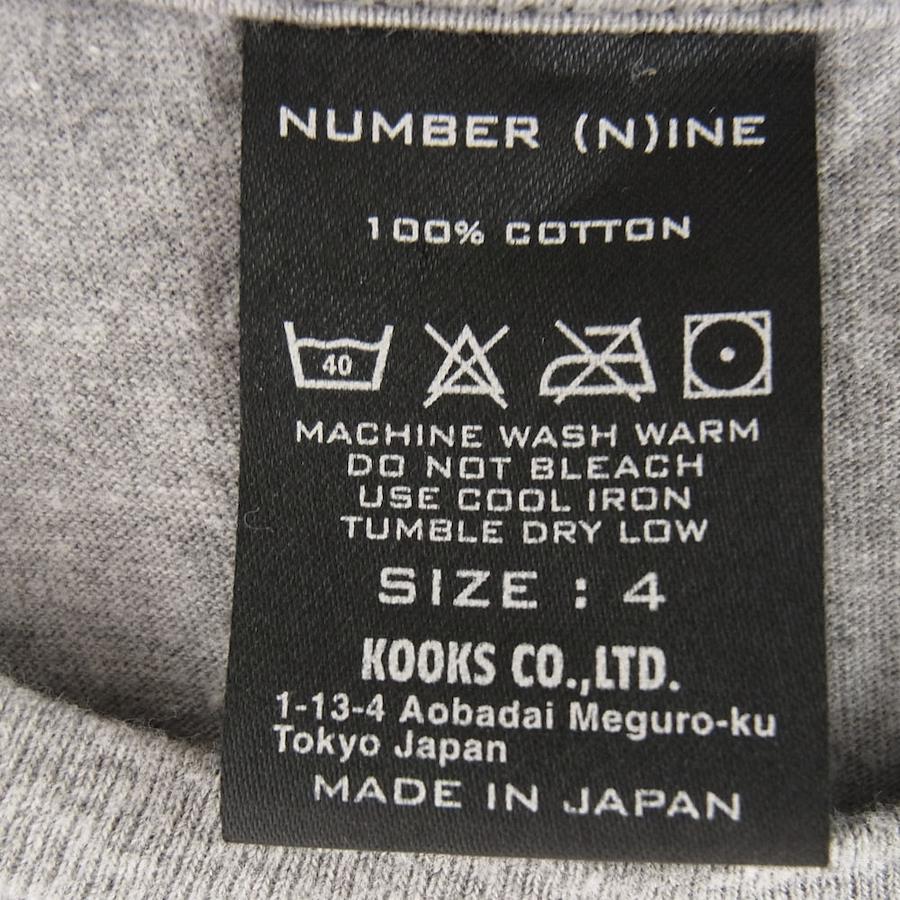 NUMBER (N)INE
100% COTTON
40
MACHINE WASH WARM
DO NOT BLEACH
USE COOL IRON
TUMBLE DRY LOW
SIZE : 4
KOOKS CO.,LTD.
1-13-4 Aobadai Meguro-ku
Tokyo Japan
MADE IN JAPAN